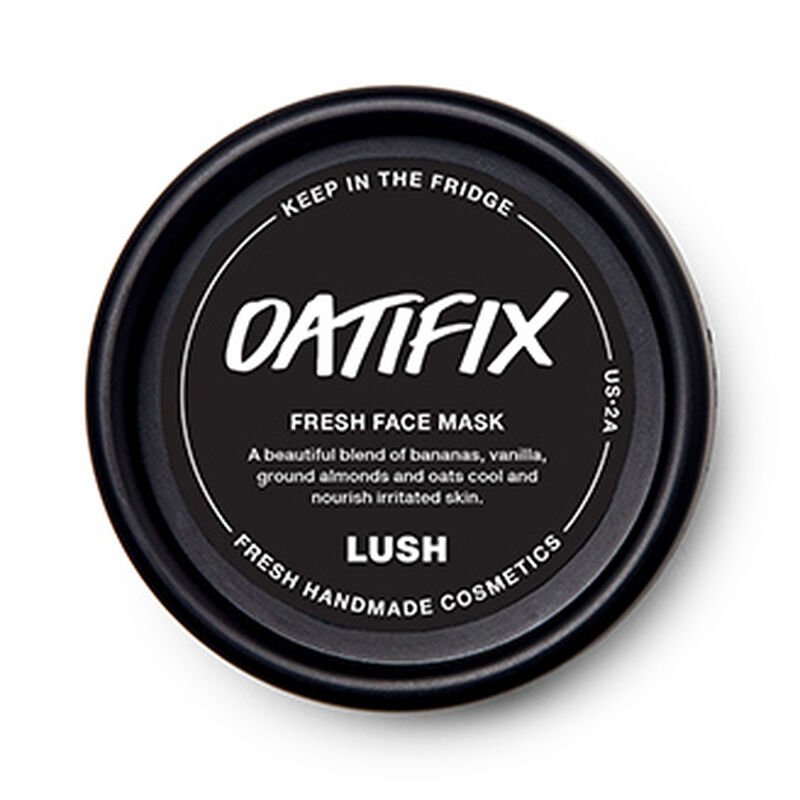 KEEP IN THE FRIDGE
OATIFIX
US•2A
FRESH FACE MASK
A beautiful blend of bananas, vanilla,
ground almonds and oats cool and
nourish irritated skin.
LUSH
FRESH HANDMADE COSMETICS